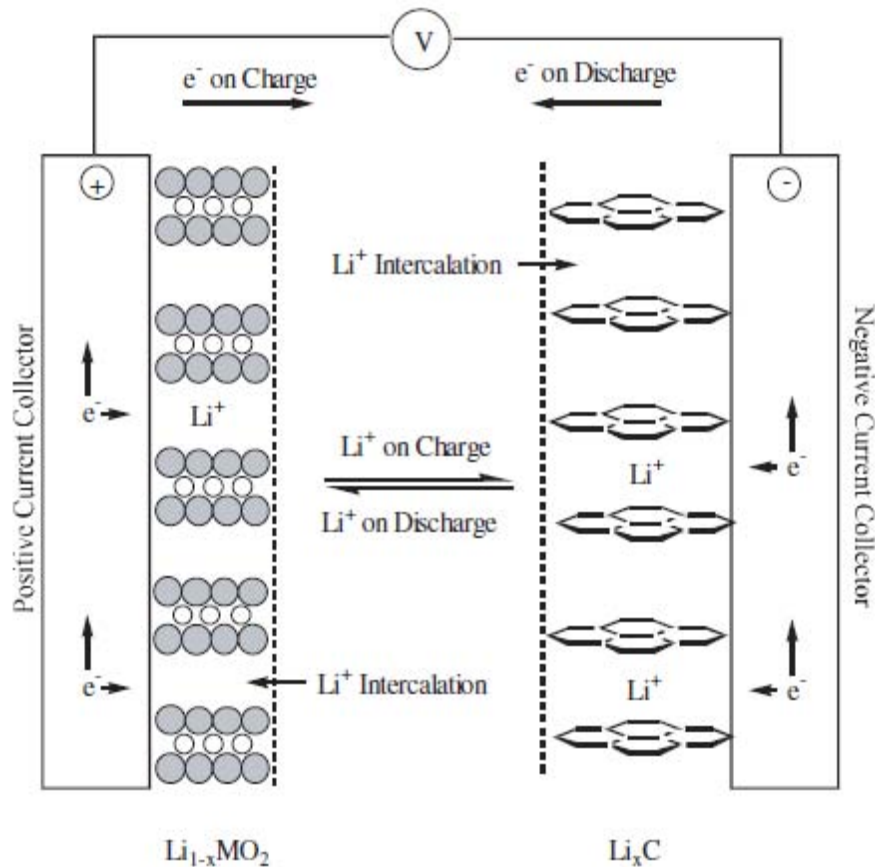 V
e⁻ on Charge
e⁻ on Discharge
+
-
Li⁺ Intercalation
Positive Current Collector
Negative Current Collector
e⁻
Li⁺
Li⁺ on Charge
Li⁺ on Discharge
Li⁺
e⁻
e⁻
Li⁺ Intercalation
Li⁺
e⁻
Li₁₋ₓMO₂
LiₓC